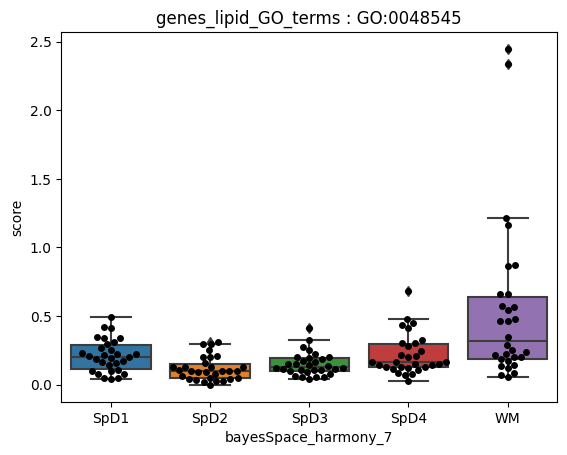 genes_lipid_GO_terms : GO:0048545
2.5
2.0
1.5
1.0
0.5
0.0
score
SpD1 SpD2 SpD3 SpD4 WM
bayesSpace_harmony_7